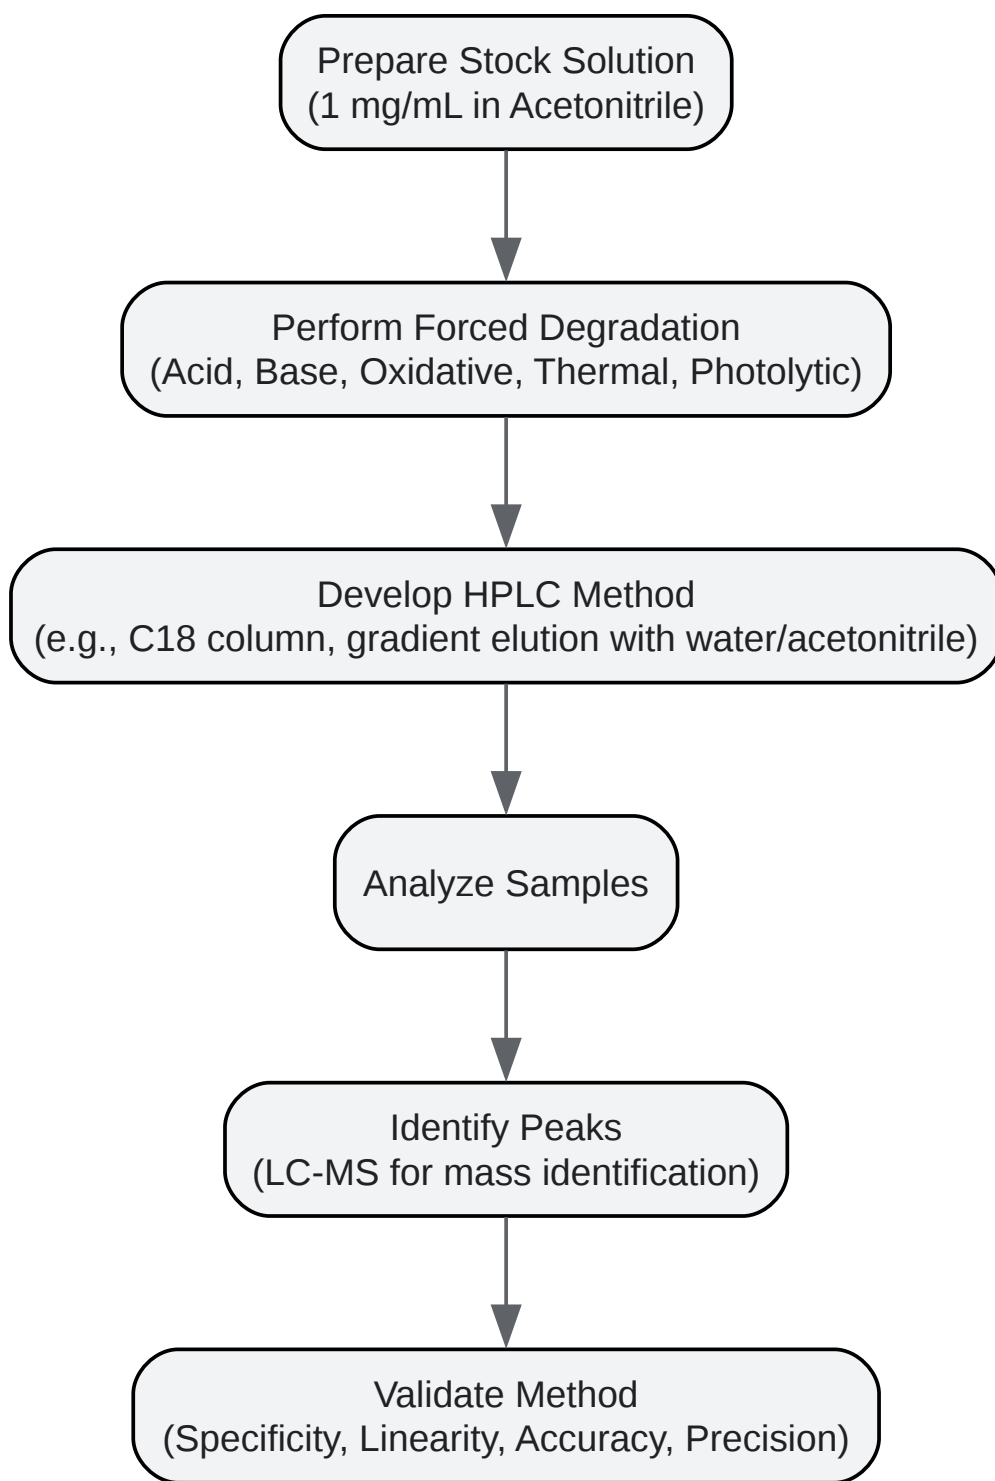 Prepare Stock Solution
(1 mg/mL in Acetonitrile)
Perform Forced Degradation
(Acid, Base, Oxidative, Thermal, Photolytic)
Develop HPLC Method
(e.g., C18 column, gradient elution with water/acetonitrile)
Analyze Samples
Identify Peaks
(LC-MS for mass identification)
Validate Method
(Specificity, Linearity, Accuracy, Precision)